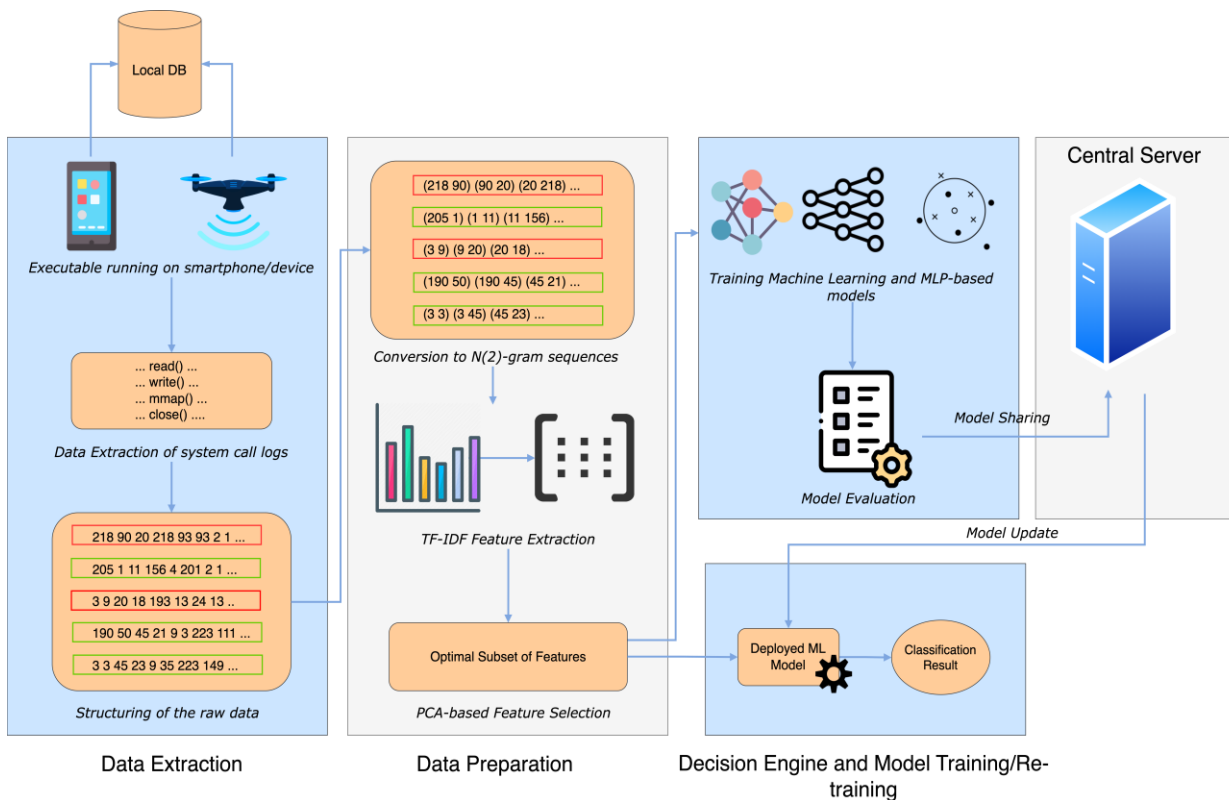 Local DB
Executable running on smartphone/device
... read() ...
... write() ...
... mmap() ...
... close() ....
Data Extraction of system call logs
218 90 20 218 93 93 2 1 ...
205 1 11 156 4 201 2 1 ...
3 9 20 18 193 13 24 13 ..
190 50 45 21 9 3 223 111 ...
3 3 45 23 9 35 223 149 ...
Structuring of the raw data
Data Extraction
(218 90) (90 20) (20 218) ...
(205 1) (1 11) (11 156) ...
(3 9) (9 20) (20 18) ...
(190 50) (190 45) (45 21) ...
(3 3) (3 45) (45 23) ...
Conversion to N(2)-gram sequences
TF-IDF Feature Extraction
Optimal Subset of Features
PCA-based Feature Selection
Data Preparation
Training Machine Learning and MLP-based
models
Model Evaluation
Model Sharing
Central Server
Model Update
Deployed ML
Model
Classification
Result
Decision Engine and Model Training/Re-
training